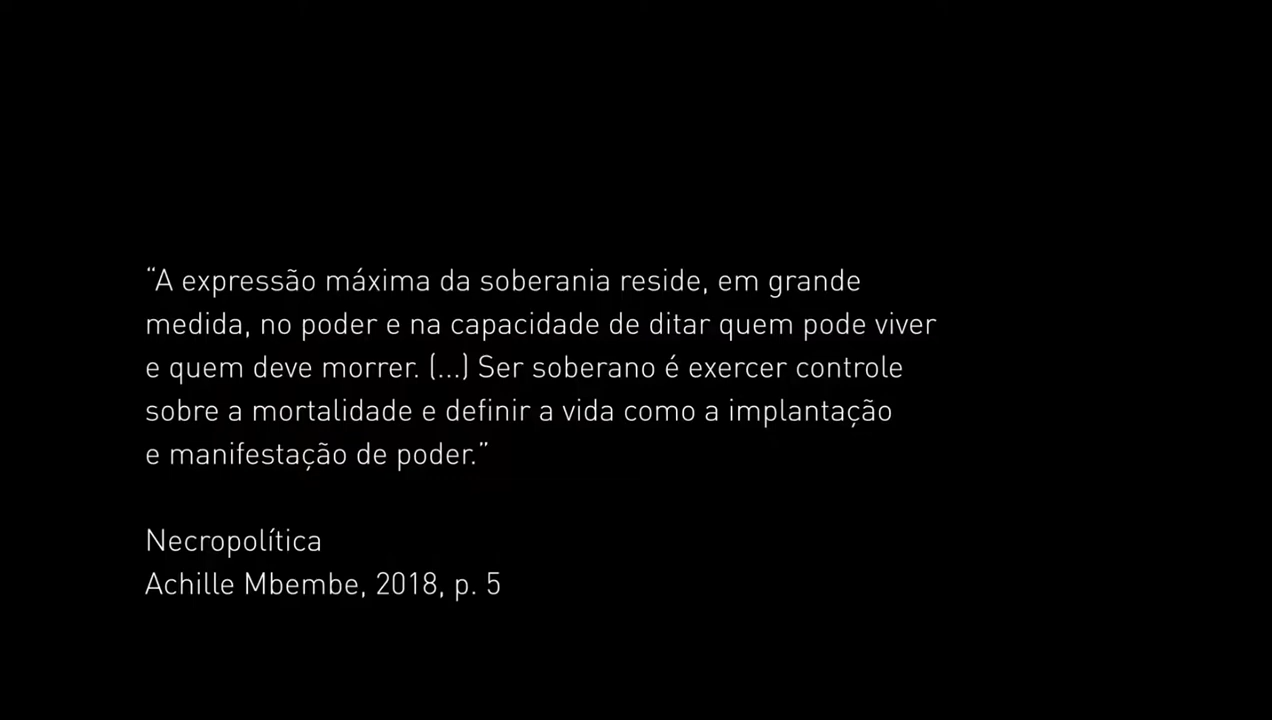 “A expressão máxima da soberania reside, em grande
medida, no poder e na capacidade de ditar quem pode viver
e quem deve morrer. (...) Ser soberano é exercer controle
sobre a mortalidade e definir a vida como a implantação
e manifestação de poder.”
Necropolítica
Achille Mbembe, 2018, p. 5